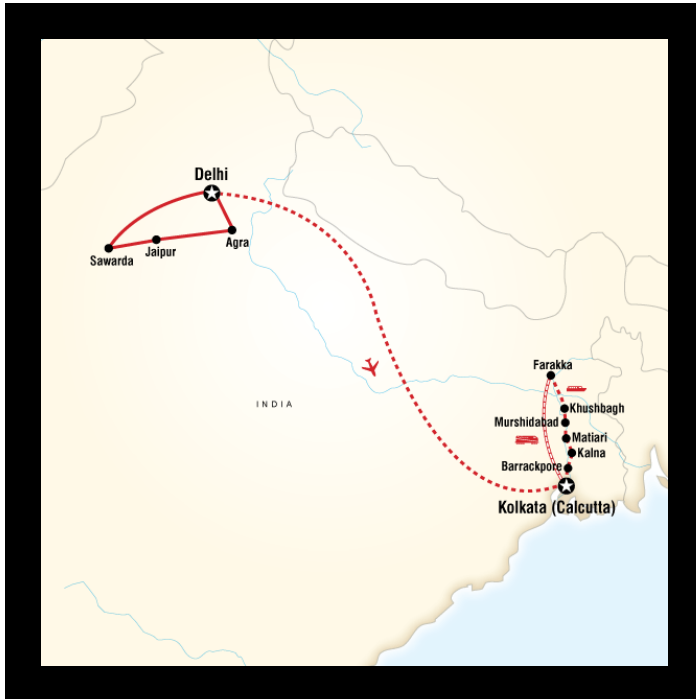 Delhi
Agra
Jaipur
Sawarda
INDIA
Farakka
Khushbagh
Murshidabad
Matiari
Kalna
Barrackpore
Kolkata (Calcutta)